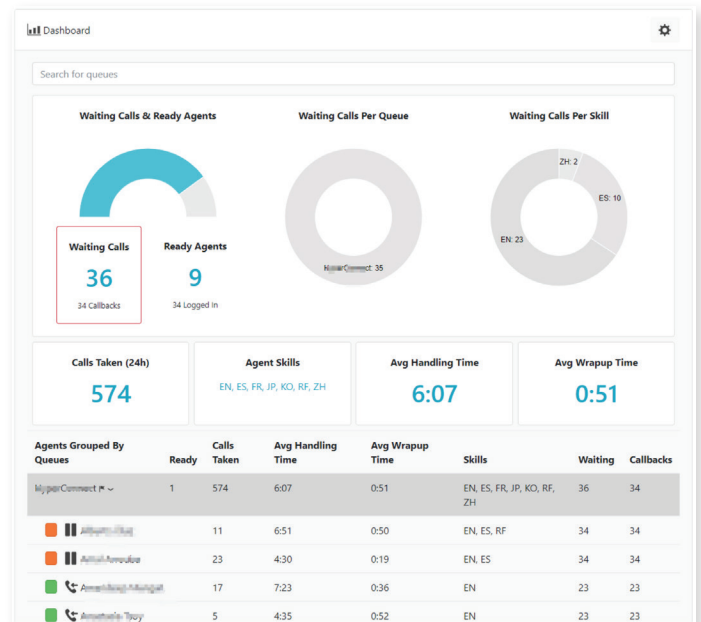 Dashboard
Search for queues
Waiting Calls & Ready Agents
Waiting Calls Per Queue
Waiting Calls Per Skill
ZH: 2
ES: 10
EN: 23
35
Waiting Calls
Ready Agents
36
9
34 Callbacks
34 Logged In
Calls Taken (24h)
Agent Skills
Avg Handling Time
Avg Wrapup Time
574
EN, ES, FR, JP, KO, RF, ZH
6:07
0:51
Agents Grouped By Queues Ready Calls Taken Avg Handling Time Avg Wrapup Time Skills Waiting Callbacks
HyperConnect 1 574 6:07 0:51 EN, ES, FR, JP, KO, RF, ZH 36 34
11 6:51 0:50 EN, ES, RF 34 34
23 4:30 0:19 EN, ES 34 34
17 7:23 0:36 EN 23 23
5 4:35 0:52 EN 23 23